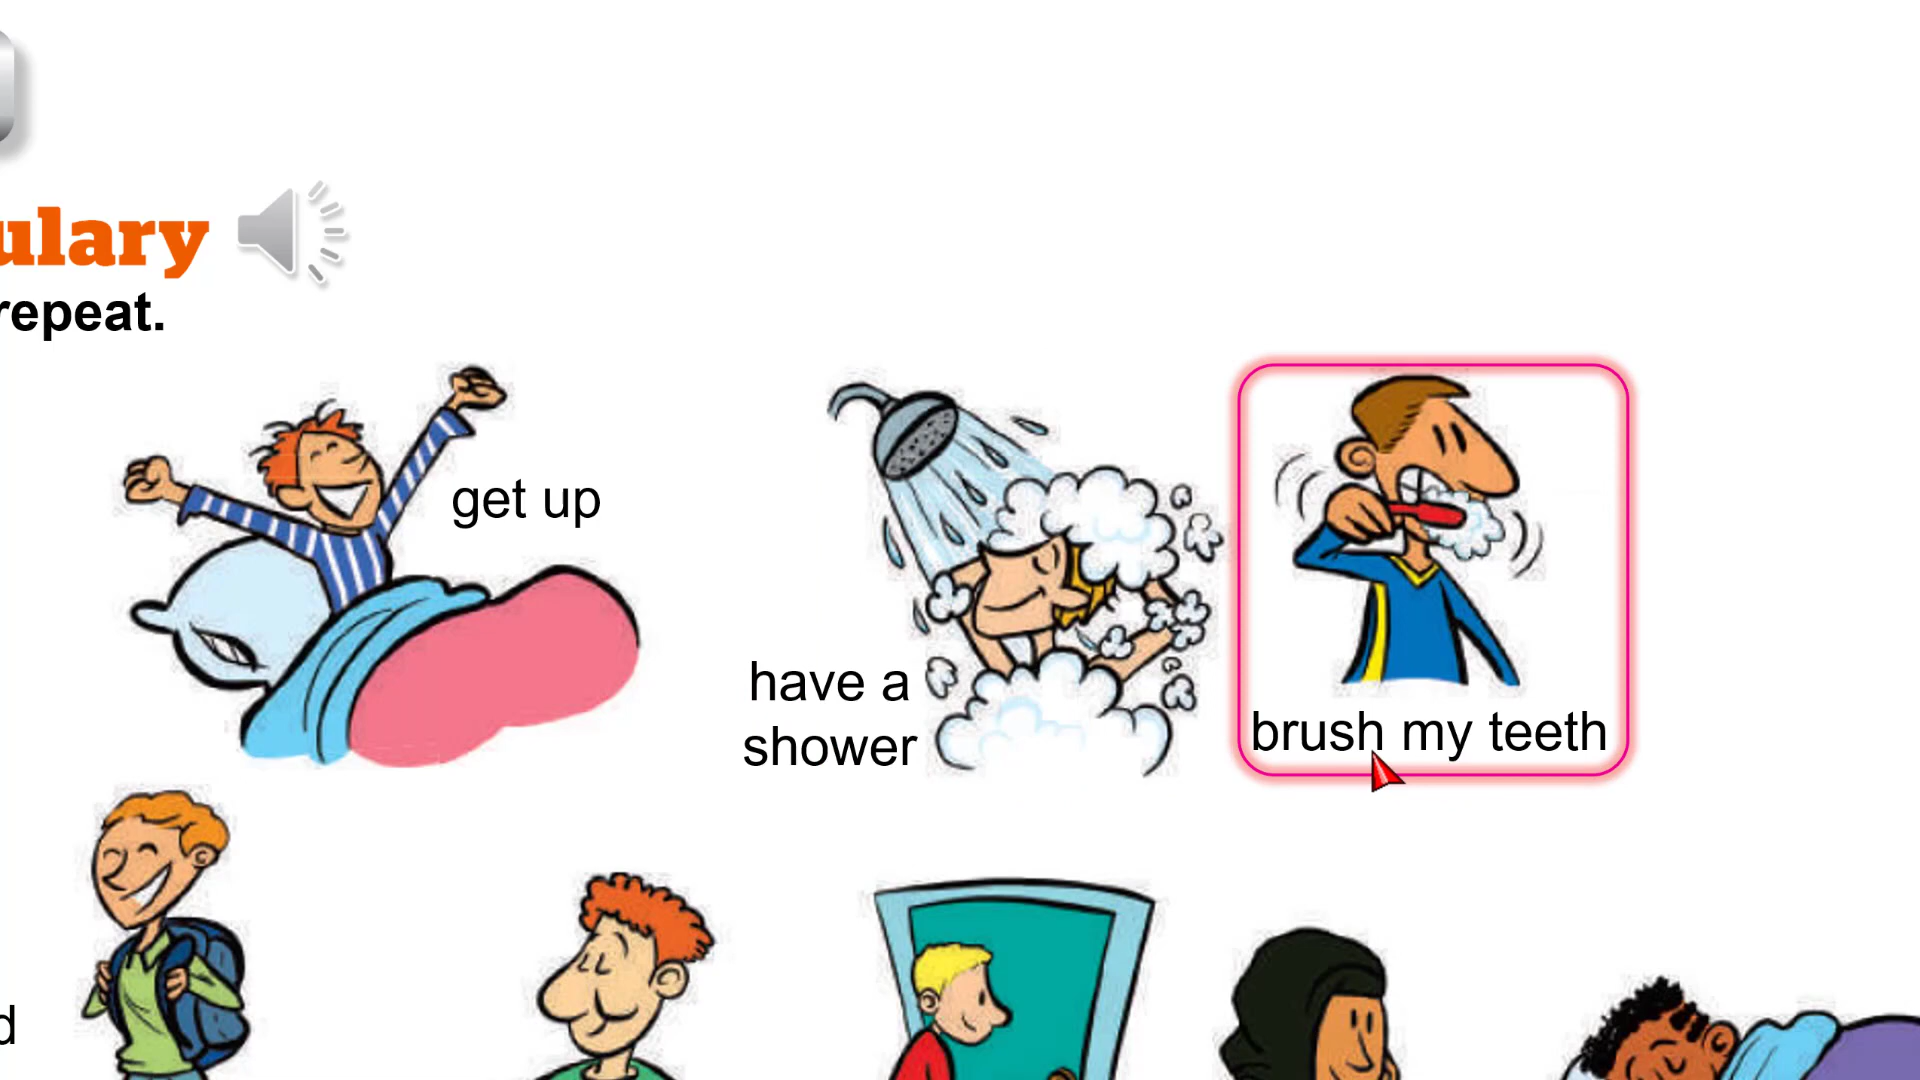 ulary
repeat.
get up
have a
shower
brush my teeth
d